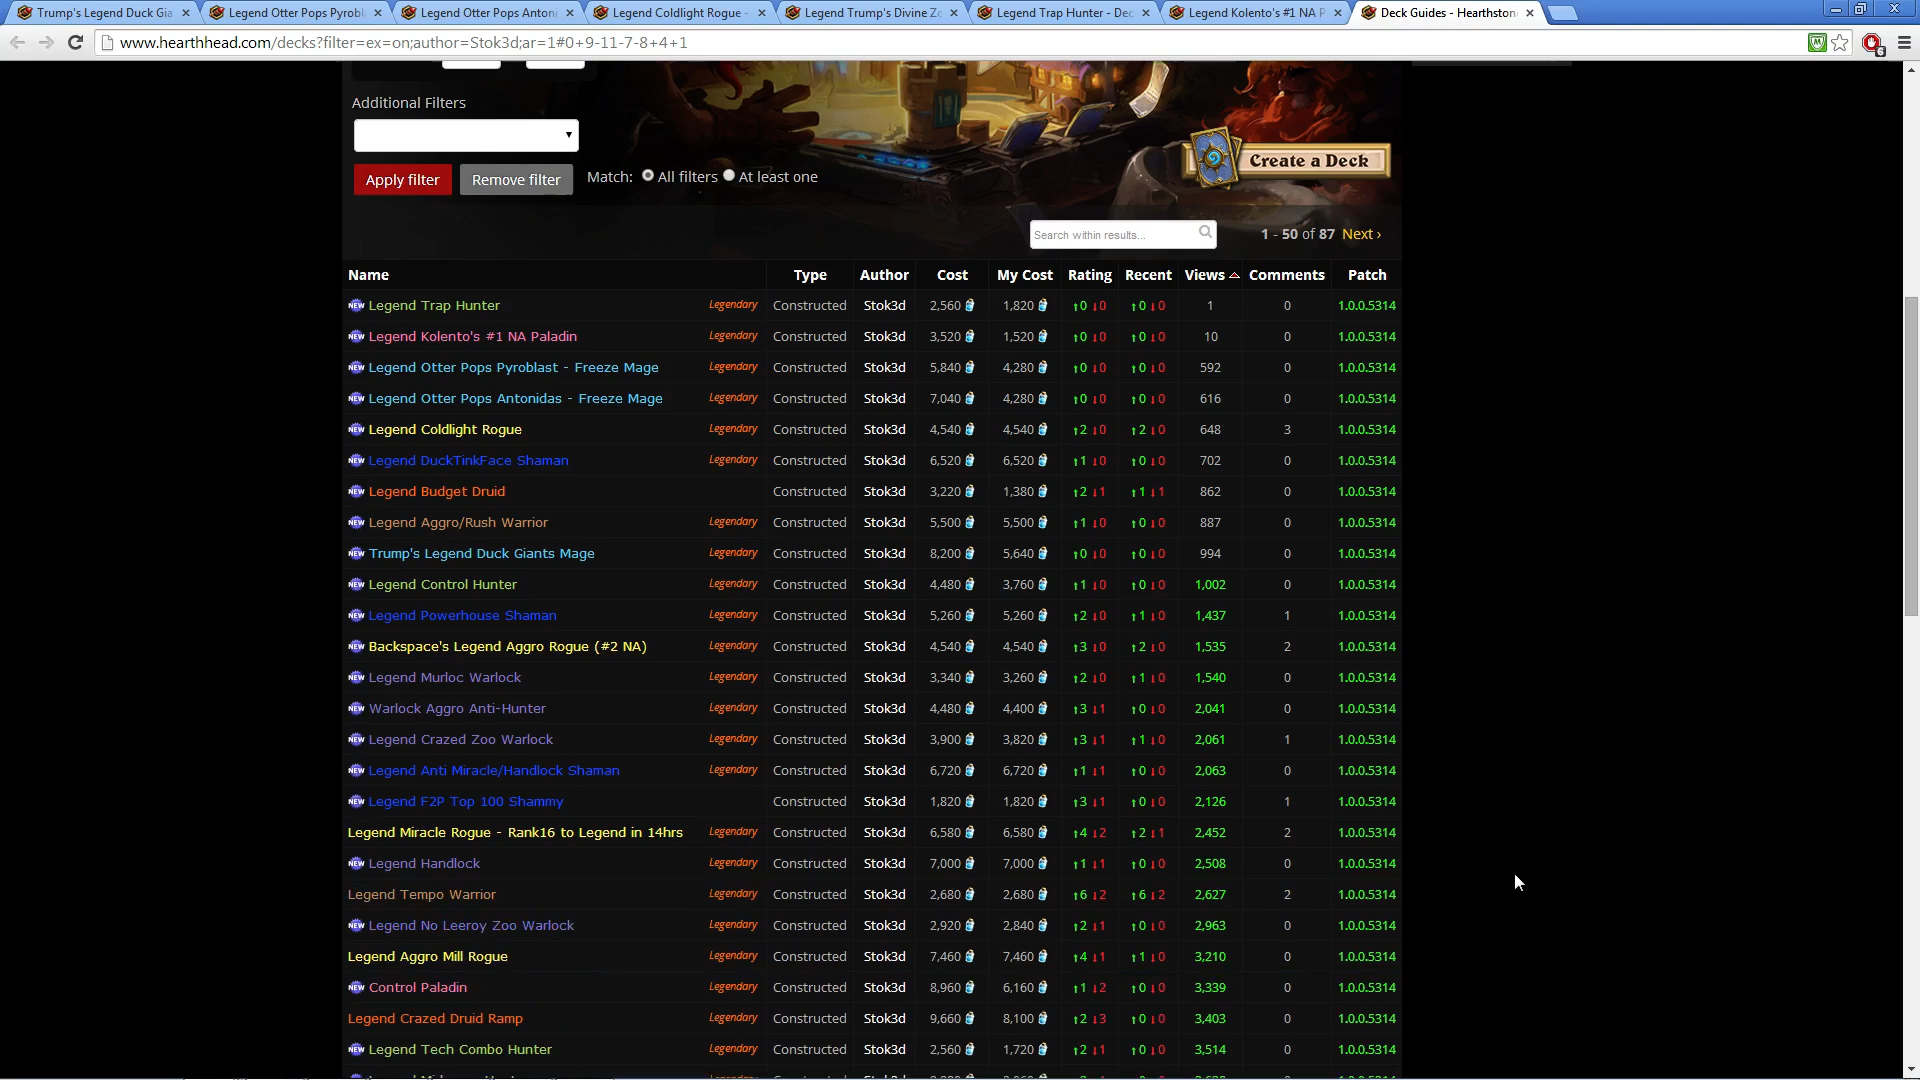 Trump's Legend Duck Gia
Legend Otter Pops Pyrobl
Legend Otter Pops Antoni
Legend Coldlight Rogue -
Legend Trump's Divine Zo
Legend Trap Hunter - Dec
Legend Kolento's #1 NA P
Deck Guides - Hearthston
www.hearthhead.com/decks?filter=ex=on;author=Stok3d;ar=1#0+9-11-7-8+4+1
6
Additional Filters
Create a Deck
Apply filter Remove filter Match: All filters At least one
Search within results... 1 - 50 of 87 Next ›
Name Type Author Cost My Cost Rating Recent Views Comments Patch
NEW Legend Trap Hunter Legendary Constructed Stok3d 2,560 1,820 ↑0 ↓0 ↑0 ↓0 1 0 1.0.0.5314
NEW Legend Kolento's #1 NA Paladin Legendary Constructed Stok3d 3,520 1,520 ↑0 ↓0 ↑0 ↓0 10 0 1.0.0.5314
NEW Legend Otter Pops Pyroblast - Freeze Mage Legendary Constructed Stok3d 5,840 4,280 ↑0 ↓0 ↑0 ↓0 592 0 1.0.0.5314
NEW Legend Otter Pops Antonidas - Freeze Mage Legendary Constructed Stok3d 7,040 4,280 ↑0 ↓0 ↑0 ↓0 616 0 1.0.0.5314
NEW Legend Coldlight Rogue Legendary Constructed Stok3d 4,540 4,540 ↑2 ↓0 ↑2 ↓0 648 3 1.0.0.5314
NEW Legend DuckTinkFace Shaman Legendary Constructed Stok3d 6,520 6,520 ↑1 ↓0 ↑0 ↓0 702 0 1.0.0.5314
NEW Legend Budget Druid Constructed Stok3d 3,220 1,380 ↑2 ↓1 ↑1 ↓1 862 0 1.0.0.5314
NEW Legend Aggro/Rush Warrior Legendary Constructed Stok3d 5,500 5,500 ↑1 ↓0 ↑0 ↓0 887 0 1.0.0.5314
NEW Trump's Legend Duck Giants Mage Legendary Constructed Stok3d 8,200 5,640 ↑0 ↓0 ↑0 ↓0 994 0 1.0.0.5314
NEW Legend Control Hunter Legendary Constructed Stok3d 4,480 3,760 ↑1 ↓0 ↑0 ↓0 1,002 0 1.0.0.5314
NEW Legend Powerhouse Shaman Legendary Constructed Stok3d 5,260 5,260 ↑2 ↓0 ↑1 ↓0 1,437 1 1.0.0.5314
NEW Backspace's Legend Aggro Rogue (#2 NA) Legendary Constructed Stok3d 4,540 4,540 ↑3 ↓0 ↑2 ↓0 1,535 2 1.0.0.5314
NEW Legend Murloc Warlock Legendary Constructed Stok3d 3,340 3,260 ↑2 ↓0 ↑1 ↓0 1,540 0 1.0.0.5314
NEW Warlock Aggro Anti-Hunter Legendary Constructed Stok3d 4,480 4,400 ↑3 ↓1 ↑0 ↓0 2,041 0 1.0.0.5314
NEW Legend Crazed Zoo Warlock Legendary Constructed Stok3d 3,900 3,820 ↑3 ↓1 ↑1 ↓0 2,061 1 1.0.0.5314
NEW Legend Anti Miracle/Handlock Shaman Legendary Constructed Stok3d 6,720 6,720 ↑1 ↓1 ↑0 ↓0 2,063 0 1.0.0.5314
NEW Legend F2P Top 100 Shammy Constructed Stok3d 1,820 1,820 ↑3 ↓1 ↑0 ↓0 2,126 1 1.0.0.5314
Legend Miracle Rogue - Rank16 to Legend in 14hrs Legendary Constructed Stok3d 6,580 6,580 ↑4 ↓2 ↑2 ↓1 2,452 2 1.0.0.5314
NEW Legend Handlock Legendary Constructed Stok3d 7,000 7,000 ↑1 ↓1 ↑0 ↓0 2,508 0 1.0.0.5314
Legend Tempo Warrior Legendary Constructed Stok3d 2,680 2,680 ↑6 ↓2 ↑6 ↓2 2,627 2 1.0.0.5314
NEW Legend No Leeroy Zoo Warlock Legendary Constructed Stok3d 2,920 2,840 ↑2 ↓1 ↑0 ↓0 2,963 0 1.0.0.5314
Legend Aggro Mill Rogue Legendary Constructed Stok3d 7,460 7,460 ↑4 ↓1 ↑1 ↓0 3,210 0 1.0.0.5314
NEW Control Paladin Legendary Constructed Stok3d 8,960 6,160 ↑1 ↓2 ↑0 ↓0 3,339 0 1.0.0.5314
Legend Crazed Druid Ramp Legendary Constructed Stok3d 9,660 8,100 ↑2 ↓3 ↑0 ↓0 3,403 0 1.0.0.5314
NEW Legend Tech Combo Hunter Legendary Constructed Stok3d 2,560 1,720 ↑2 ↓1 ↑0 ↓0 3,514 0 1.0.0.5314